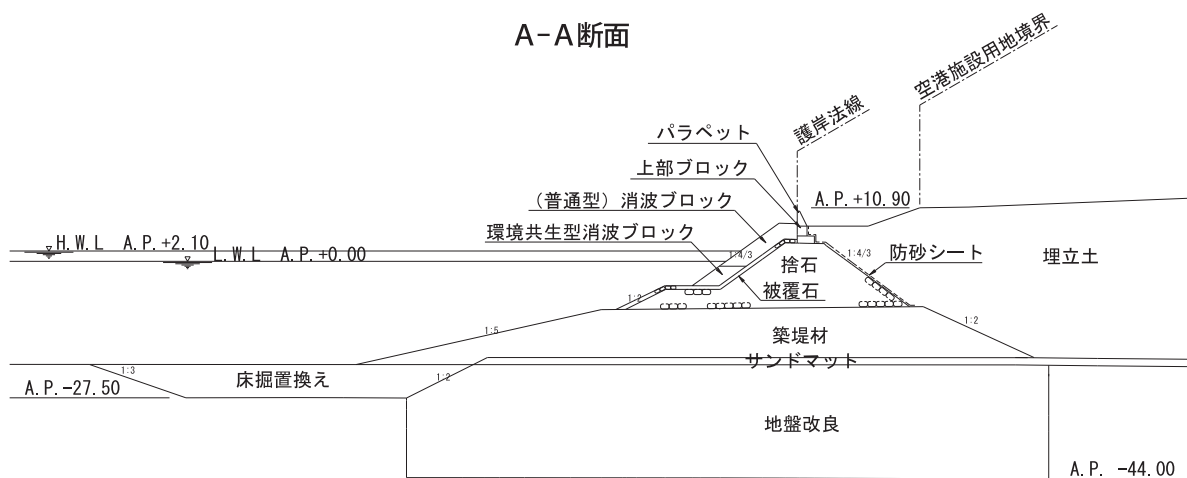 A-A断面
空港施設用地境界
護岸法線
パラペット
上部ブロック
A.P.+10.90
(普通型) 消波ブロック
環境共生型消波ブロック
H.W.L A.P.+2.10
L.W.L A.P.+0.00
1:4/3
1:4/3
防砂シート
埋立土
捨石
被覆石
1:2
1:5
築堤材
1:2
サンドマット
1:3
床掘置換え
1:2
A.P.-27.50
地盤改良
A.P. -44.00